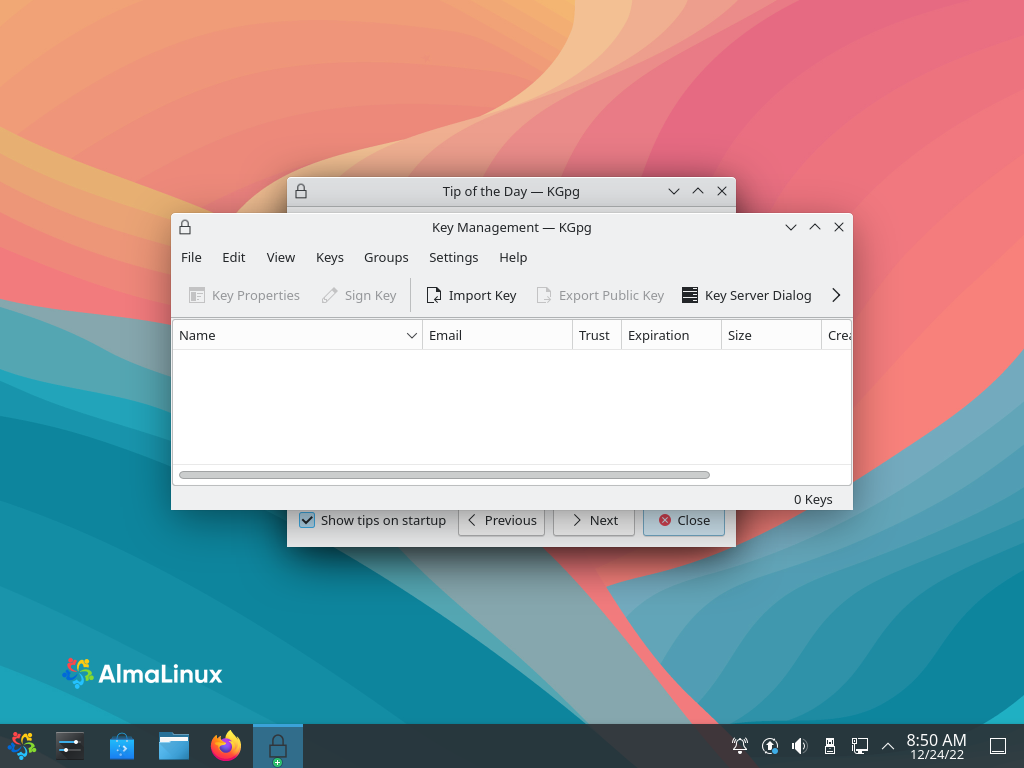 Tip of the Day — KGpg
Key Management — KGpg
File Edit View Keys Groups Settings Help
Key Properties Sign Key Import Key Export Public Key Key Server Dialog
Name Email Trust Expiration Size Crea
0 Keys
Show tips on startup Previous Next Close
AlmaLinux
8:50 AM
12/24/22